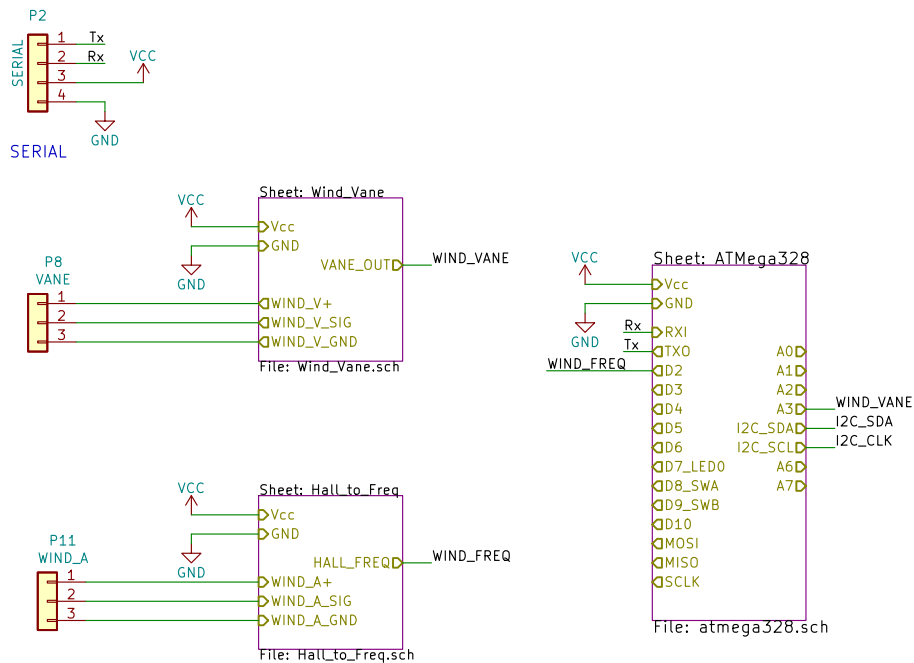 P2
SERIAL
1 Tx
2 Rx
3
4
VCC
GND
SERIAL
Sheet: Wind_Vane
VCC
Vcc
GND
GND
VANE_OUT WIND_VANE
P8
VANE
1 WIND_V+
2 WIND_V_SIG
3 WIND_V_GND
File: Wind_Vane.sch
Sheet: Hall_to_Freq
VCC
Vcc
GND
GND
HALL_FREQ WIND_FREQ
P11
WIND_A
1 WIND_A+
2 WIND_A_SIG
3 WIND_A_GND
File: Hall_to_Freq.sch
Sheet: ATMega328
VCC
Vcc
GND
GND
Rx RXI
Tx TXO
WIND_FREQ D2
D3
D4
D5
D6
D7_LED0
D8_SWA
D9_SWB
D10
MOSI
MISO
SCLK
A0
A1
A2
A3 WIND_VANE
I2C_SDA I2C_SDA
I2C_SCL I2C_CLK
A6
A7
File: atmega328.sch